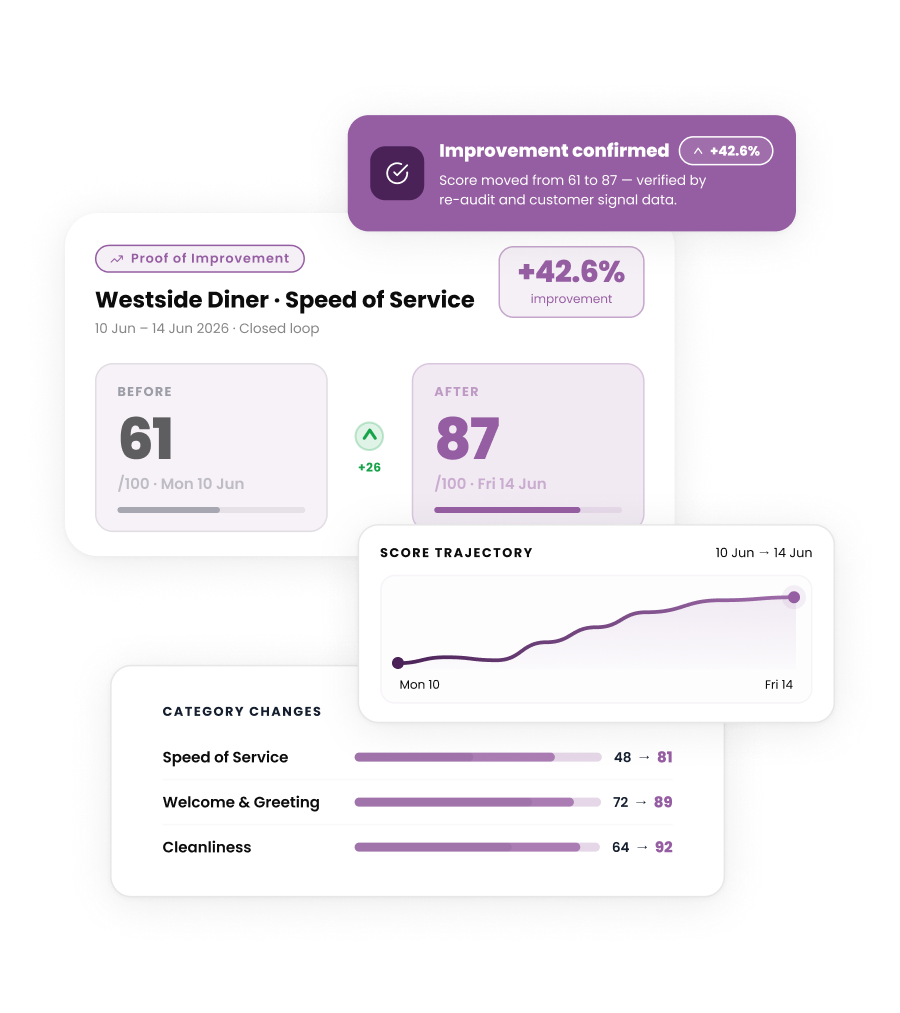 Improvement confirmed
+42.6%
Score moved from 61 to 87 — verified by
re-audit and customer signal data.
Proof of Improvement
Westside Diner · Speed of Service
10 Jun – 14 Jun 2026 · Closed loop
+42.6%
improvement
BEFORE
61
/100 · Mon 10 Jun
+26
AFTER
87
/100 · Fri 14 Jun
SCORE TRAJECTORY
10 Jun → 14 Jun
Mon 10
Fri 14
CATEGORY CHANGES
Speed of Service 48 → 81
Welcome & Greeting 72 → 89
Cleanliness 64 → 92